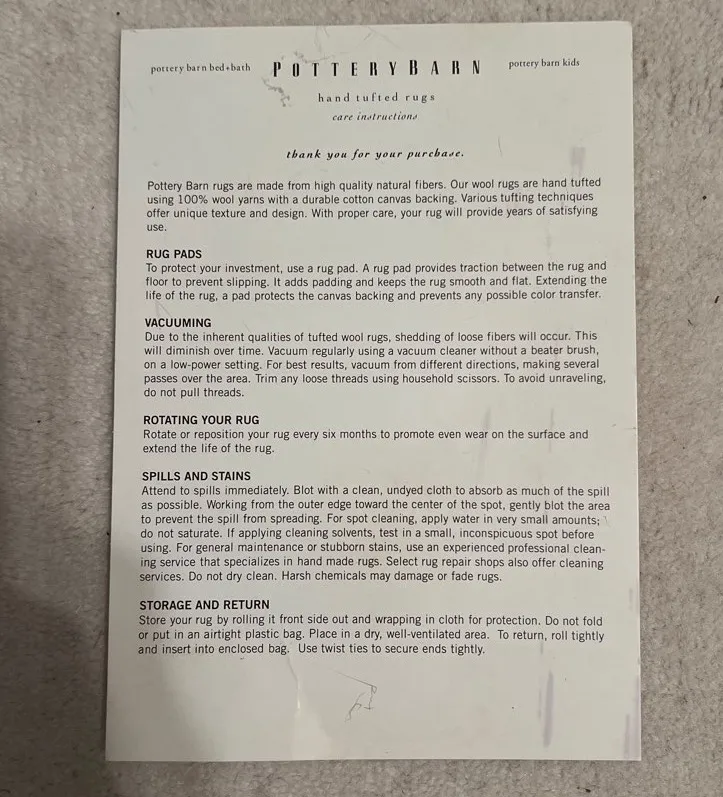 pottery barn bed+bath POTTERY BARN pottery barn kids
hand tufted rugs
care instructions
thank you for your purchase.
Pottery Barn rugs are made from high quality natural fibers. Our wool rugs are hand tufted
using 100% wool yarns with a durable cotton canvas backing. Various tufting techniques
offer unique texture and design. With proper care, your rug will provide years of satisfying
use.
RUG PADS
To protect your investment, use a rug pad. A rug pad provides traction between the rug and
floor to prevent slipping. It adds padding and keeps the rug smooth and flat. Extending the
life of the rug, a pad protects the canvas backing and prevents any possible color transfer.
VACUUMING
Due to the inherent qualities of tufted wool rugs, shedding of loose fibers will occur. This
will diminish over time. Vacuum regularly using a vacuum cleaner without a beater brush,
on a low-power setting. For best results, vacuum from different directions, making several
passes over the area. Trim any loose threads using household scissors. To avoid unraveling,
do not pull threads.
ROTATING YOUR RUG
Rotate or reposition your rug every six months to promote even wear on the surface and
extend the life of the rug.
SPILLS AND STAINS
Attend to spills immediately. Blot with a clean, undyed cloth to absorb as much of the spill
as possible. Working from the outer edge toward the center of the spot, gently blot the area
to prevent the spill from spreading. For spot cleaning, apply water in very small amounts;
do not saturate. If applying cleaning solvents, test in a small, inconspicuous spot before
using. For general maintenance or stubborn stains, use an experienced professional clean-
ing service that specializes in hand made rugs. Select rug repair shops also offer cleaning
services. Do not dry clean. Harsh chemicals may damage or fade rugs.
STORAGE AND RETURN
Store your rug by rolling it front side out and wrapping in cloth for protection. Do not fold
or put in an airtight plastic bag. Place in a dry, well-ventilated area. To return, roll tightly
and insert into enclosed bag. Use twist ties to secure ends tightly.